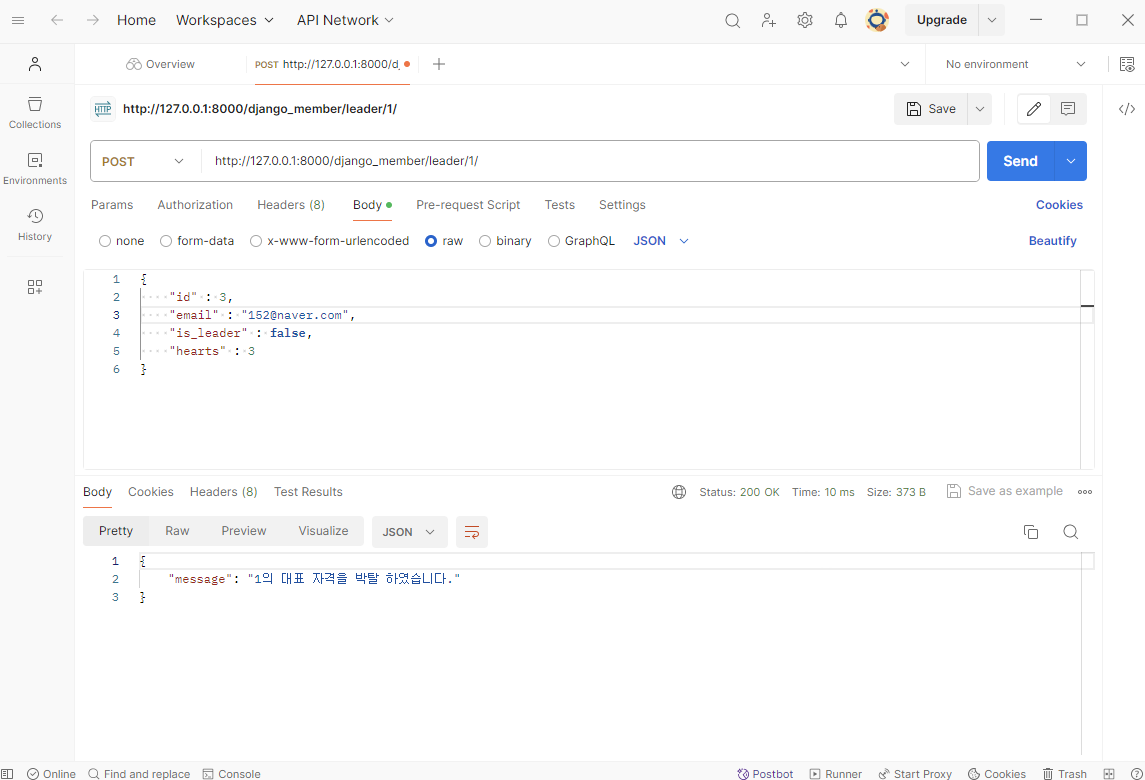 Home Workspaces API Network Upgrade
Overview POST http://127.0.0.1:8000/d No environment
HTTP http://127.0.0.1:8000/django_member/leader/1/ Save
Collections
Environments
History
POST http://127.0.0.1:8000/django_member/leader/1/ Send
Params Authorization Headers (8) Body Pre-request Script Tests Settings Cookies
none form-data x-www-form-urlencoded raw binary GraphQL JSON Beautify
1 {
2 "id" : 3,
3 "email" : "152@naver.com",
4 "is_leader" : false,
5 "hearts" : 3
6 }
Body Cookies Headers (8) Test Results Status: 200 OK Time: 10 ms Size: 373 B Save as example
Pretty Raw Preview Visualize JSON
1 {
2 "message": "1의 대표 자격을 박탈 하였습니다."
3 }
Online Find and replace Console Postbot Runner Start Proxy Cookies Trash